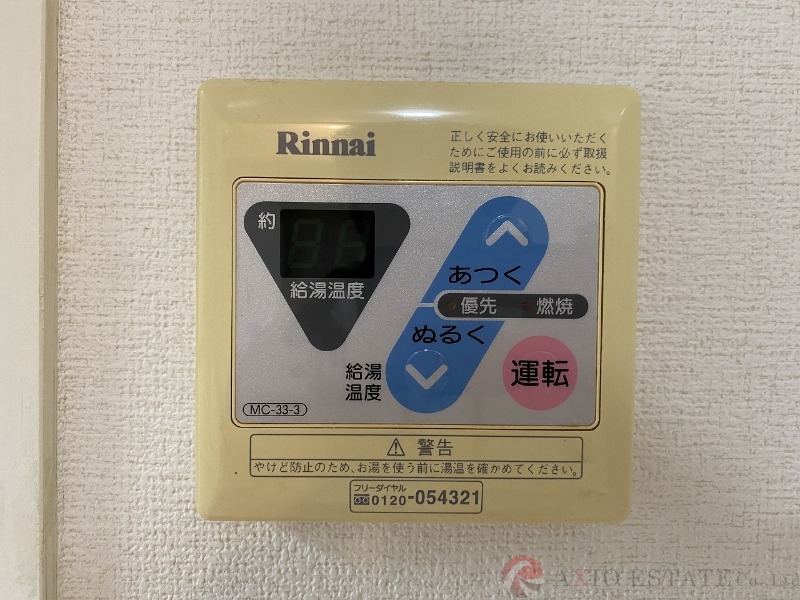 Rinnai
正しく安全にお使いいただく
ためにご使用の前に必ず取扱
説明書をよくお読みください。
約
給湯温度
あつく
優先 燃焼
ぬるく
給湯
温度
運転
MC-33-3
警告
やけど防止のため、お湯を使う前に湯温を確かめてください。
フリーダイヤル
0120-054321
AXIO ESTATE Co., Ltd